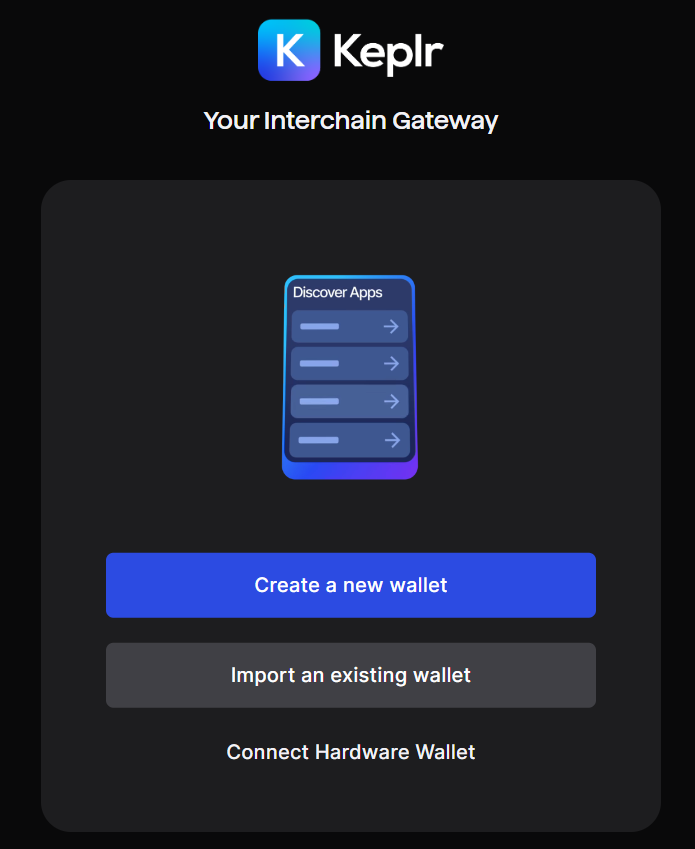 K Keplr
Your Interchain Gateway
Discover Apps
Create a new wallet
Import an existing wallet
Connect Hardware Wallet